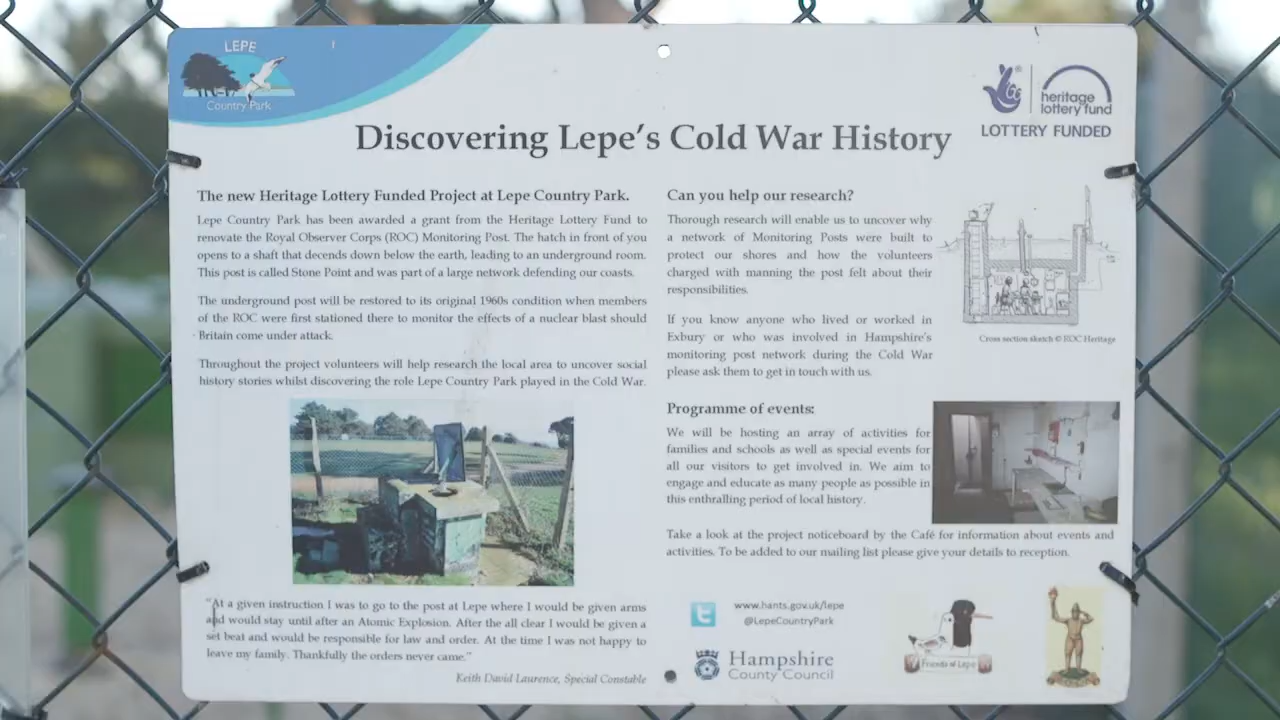 LEPE
Country Park
heritage
lottery fund
LOTTERY FUNDED
Discovering Lepe's Cold War History
The new Heritage Lottery Funded Project at Lepe Country Park.
Lepe Country Park has been awarded a grant from the Heritage Lottery Fund to
renovate the Royal Observer Corps (ROC) Monitoring Post. The hatch in front of you
opens to a shaft that decends down below the earth, leading to an underground room.
This post is called Stone Point and was part of a large network defending our coasts.
The underground post will be restored to its original 1960s condition when members
of the ROC were first stationed there to monitor the effects of a nuclear blast should
Britain come under attack.
Throughout the project volunteers will help research the local area to uncover social
history stories whilst discovering the role Lepe Country Park played in the Cold War.
"At a given instruction I was to go to the post at Lepe where I would be given arms
and would stay until after an Atomic Explosion. After the all clear I would be given a
set beat and would be responsible for law and order. At the time I was not happy to
leave my family. Thankfully the orders never came."
Keith David Laurence, Special Constable
Can you help our research?
Thorough research will enable us to uncover why
a network of Monitoring Posts were built to
protect our shores and how the volunteers
charged with manning the post felt about their
responsibilities.
If you know anyone who lived or worked in
Exbury or who was involved in Hampshire's
monitoring post network during the Cold War
please ask them to get in touch with us.
Cross section sketch © ROC Heritage
Programme of events:
We will be hosting an array of activities for
families and schools as well as special events for
all our visitors to get involved in. We aim to
engage and educate as many people as possible in
this enthralling period of local history.
Take a look at the project noticeboard by the Café for information about events and
activities. To be added to our mailing list please give your details to reception.
www.hants.gov.uk/lepe
@LepeCountryPark
Hampshire
County Council
Friends of Lepe